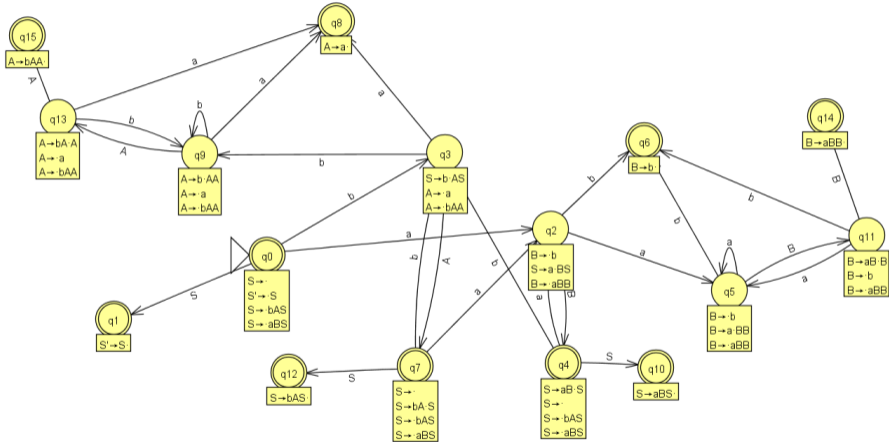 q15
A→bAA·
A
q8
A→a·
a
a
a
q13
A→bA·A
A→·a
A→·bAA
b
A
b
q9
A→b·AA
A→·a
A→·bAA
b
q3
S→b·AS
A→·a
A→·bAA
b
q0
S→·
S'→·S
S→·bAS
S→·aBS
S
q1
S'→S·
a
b
A
b
q2
B→·b
S→a·BS
B→·aBB
b
a
q6
B→b·
b
q14
B→aBB·
B
b
q11
B→aB·B
B→·b
B→·aBB
B
a
a
q5
B→·b
B→a·BB
B→·aBB
a
a
B
q12
S→bAS·
S
q7
S→·
S→bA·S
S→·bAS
S→·aBS
q4
S→aB·S
S→·
S→·bAS
S→·aBS
S
q10
S→aBS·